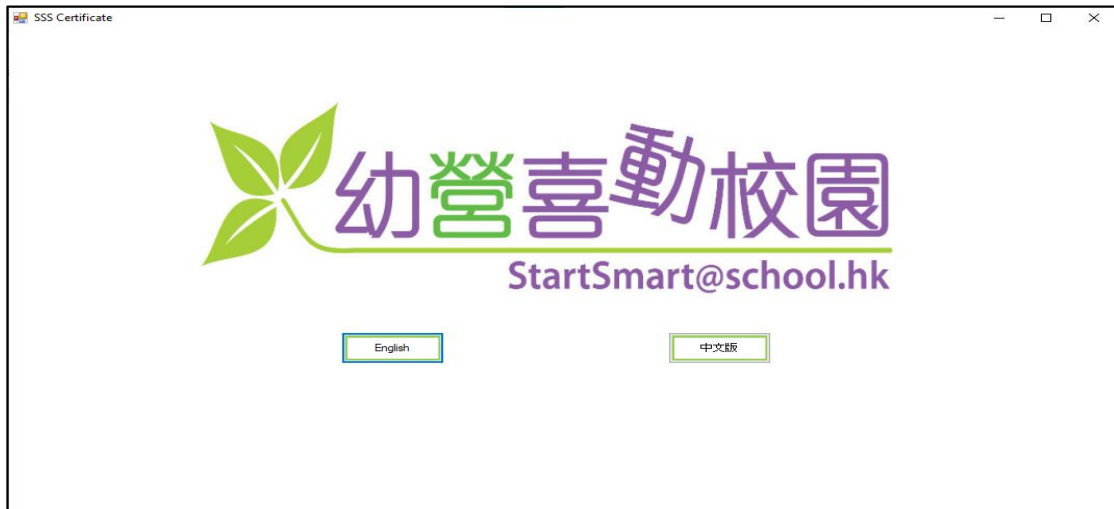 SSS Certificate
幼營喜動校園
StartSmart@school.hk
English
中文版